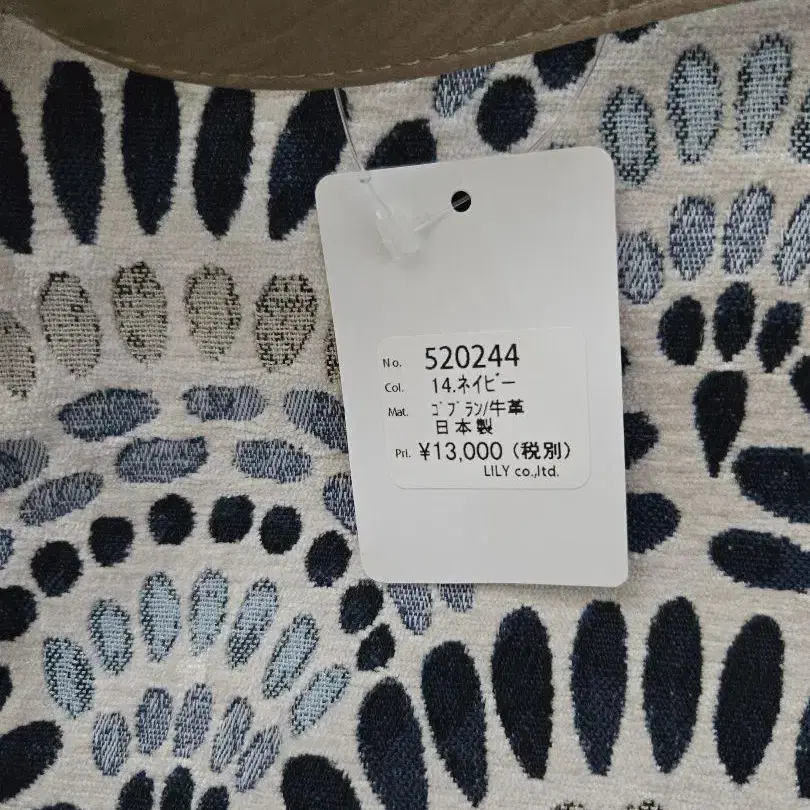 No. 520244
Col. 14.ﾈｲﾋﾞｰ
Mat. ｺﾞﾌﾞﾗﾝ/牛革
日本製
Pri. ¥13,000（税別）
LILY co.,ltd.